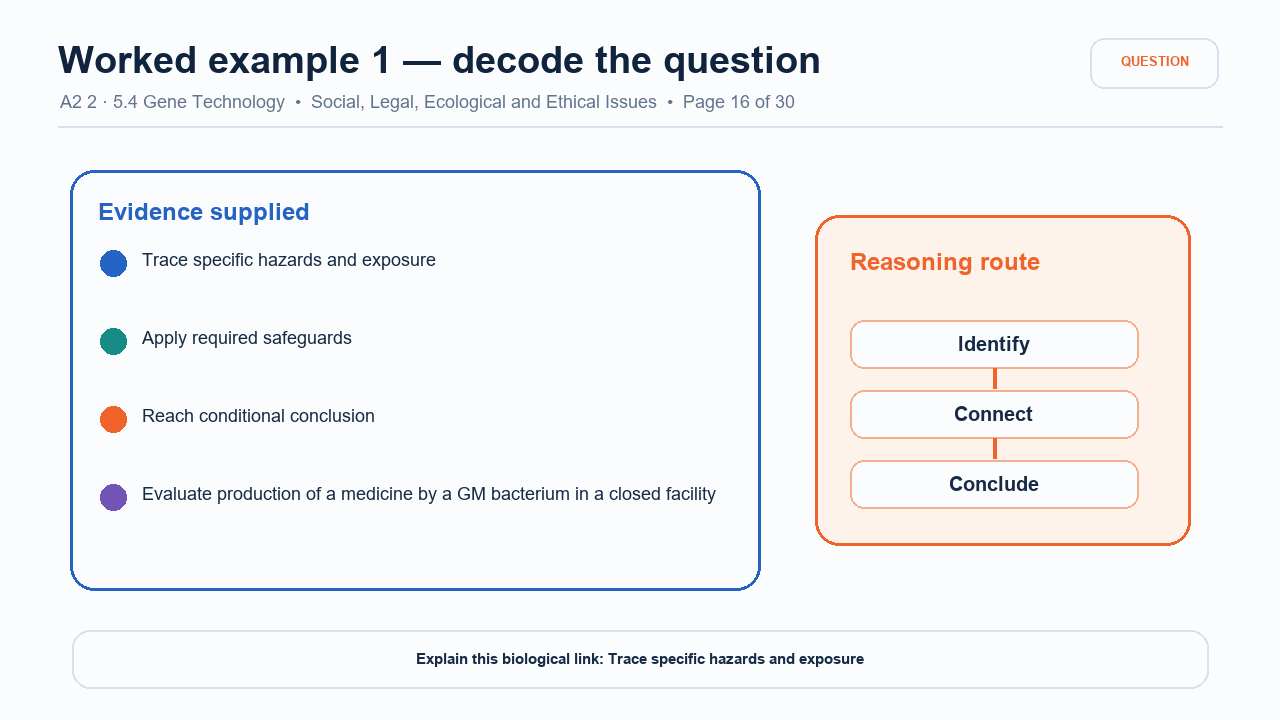 Worked example 1 — decode the question
QUESTION
A2 2 · 5.4 Gene Technology • Social, Legal, Ecological and Ethical Issues • Page 16 of 30
Evidence supplied
Trace specific hazards and exposure
Apply required safeguards
Reach conditional conclusion
Evaluate production of a medicine by a GM bacterium in a closed facility
Reasoning route
Identify
Connect
Conclude
Explain this biological link: Trace specific hazards and exposure